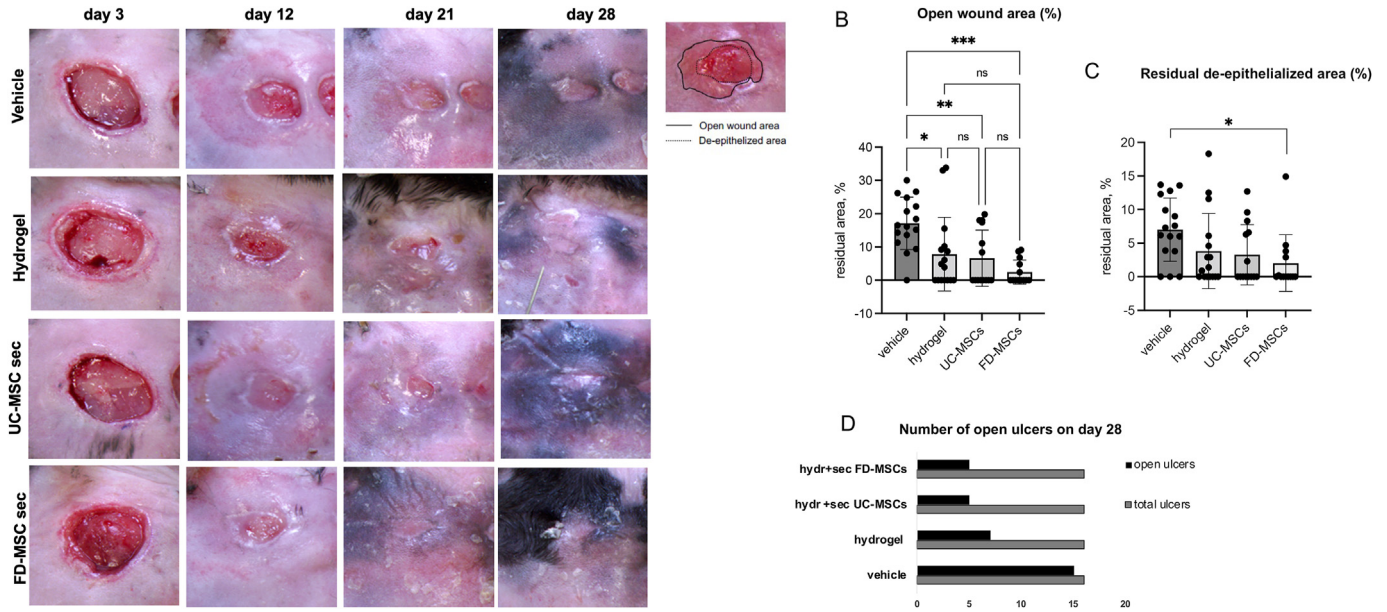 day 3
day 12
day 21
day 28
Vehicle
Hydrogel
UC-MSC sec
FD-MSC sec
Open wound area
De-epithelized area
B
Open wound area (%)
***
ns
**
*
ns
ns
residual area, %
40
30
20
10
0
-10
vehicle
hydrogel
UC-MSCs
FD-MSCs
C
Residual de-epithelialized area (%)
*
residual area, %
20
15
10
5
0
-5
vehicle
hydrogel
UC-MSCs
FD-MSCs
D
Number of open ulcers on day 28
hydr+sec FD-MSCs
hydr +sec UC-MSCs
hydrogel
vehicle
0
5
10
15
20
open ulcers
total ulcers